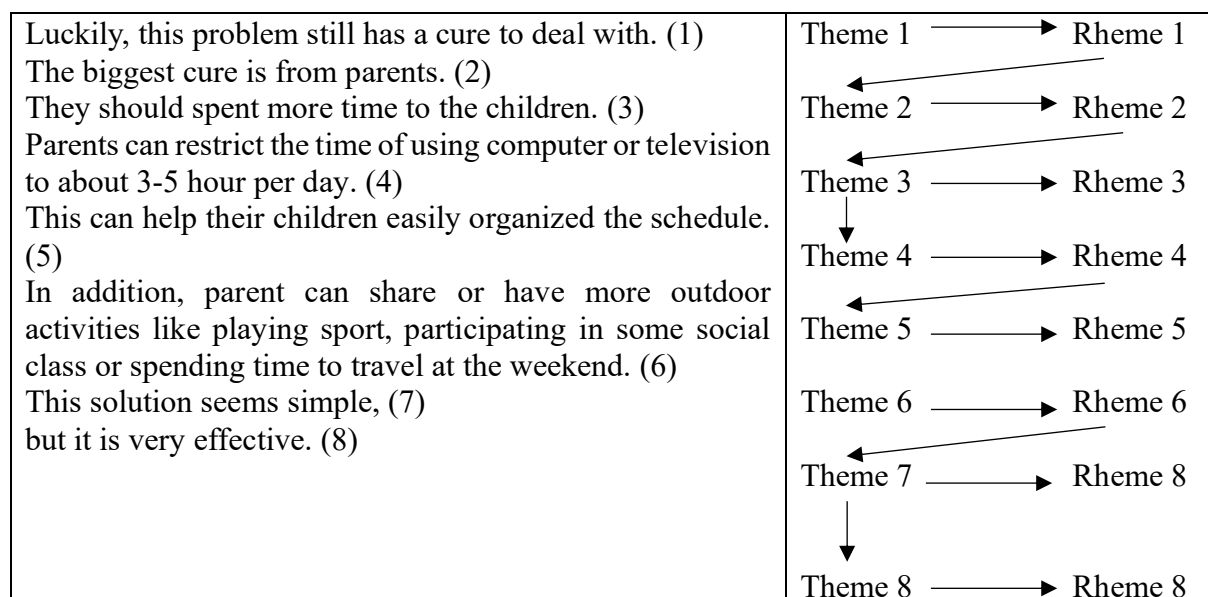 Luckily, this problem still has a cure to deal with. (1)
The biggest cure is from parents. (2)
They should spent more time to the children. (3)
Parents can restrict the time of using computer or television
to about 3-5 hour per day. (4)
This can help their children easily organized the schedule.
(5)
In addition, parent can share or have more outdoor
activities like playing sport, participating in some social
class or spending time to travel at the weekend. (6)
This solution seems simple, (7)
but it is very effective. (8)
Theme 1 Rheme 1
Theme 2 Rheme 2
Theme 3 Rheme 3
Theme 4 Rheme 4
Theme 5 Rheme 5
Theme 6 Rheme 6
Theme 7 Rheme 8
Theme 8 Rheme 8